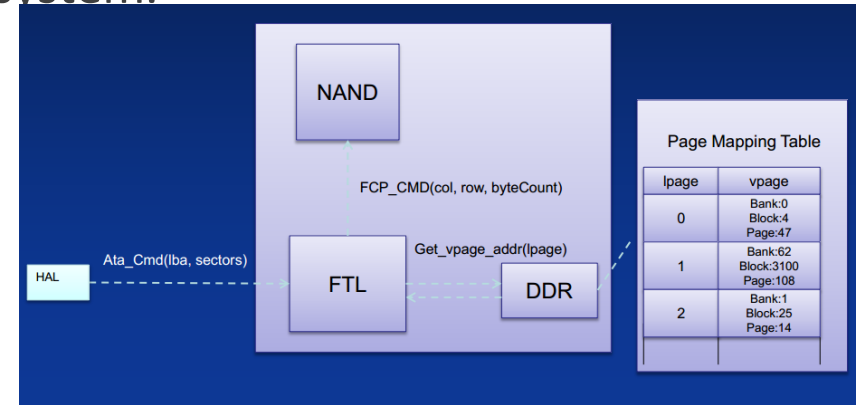 system.
NAND
Page Mapping Table
lpage vpage
FCP_CMD(col, row, byteCount)
0
Bank:0
Block:4
Page:47
Ata_Cmd(lba, sectors)
Get_vpage_addr(lpage)
1
Bank:62
Block:3100
Page:108
HAL
FTL
DDR
2
Bank:1
Block:25
Page:14